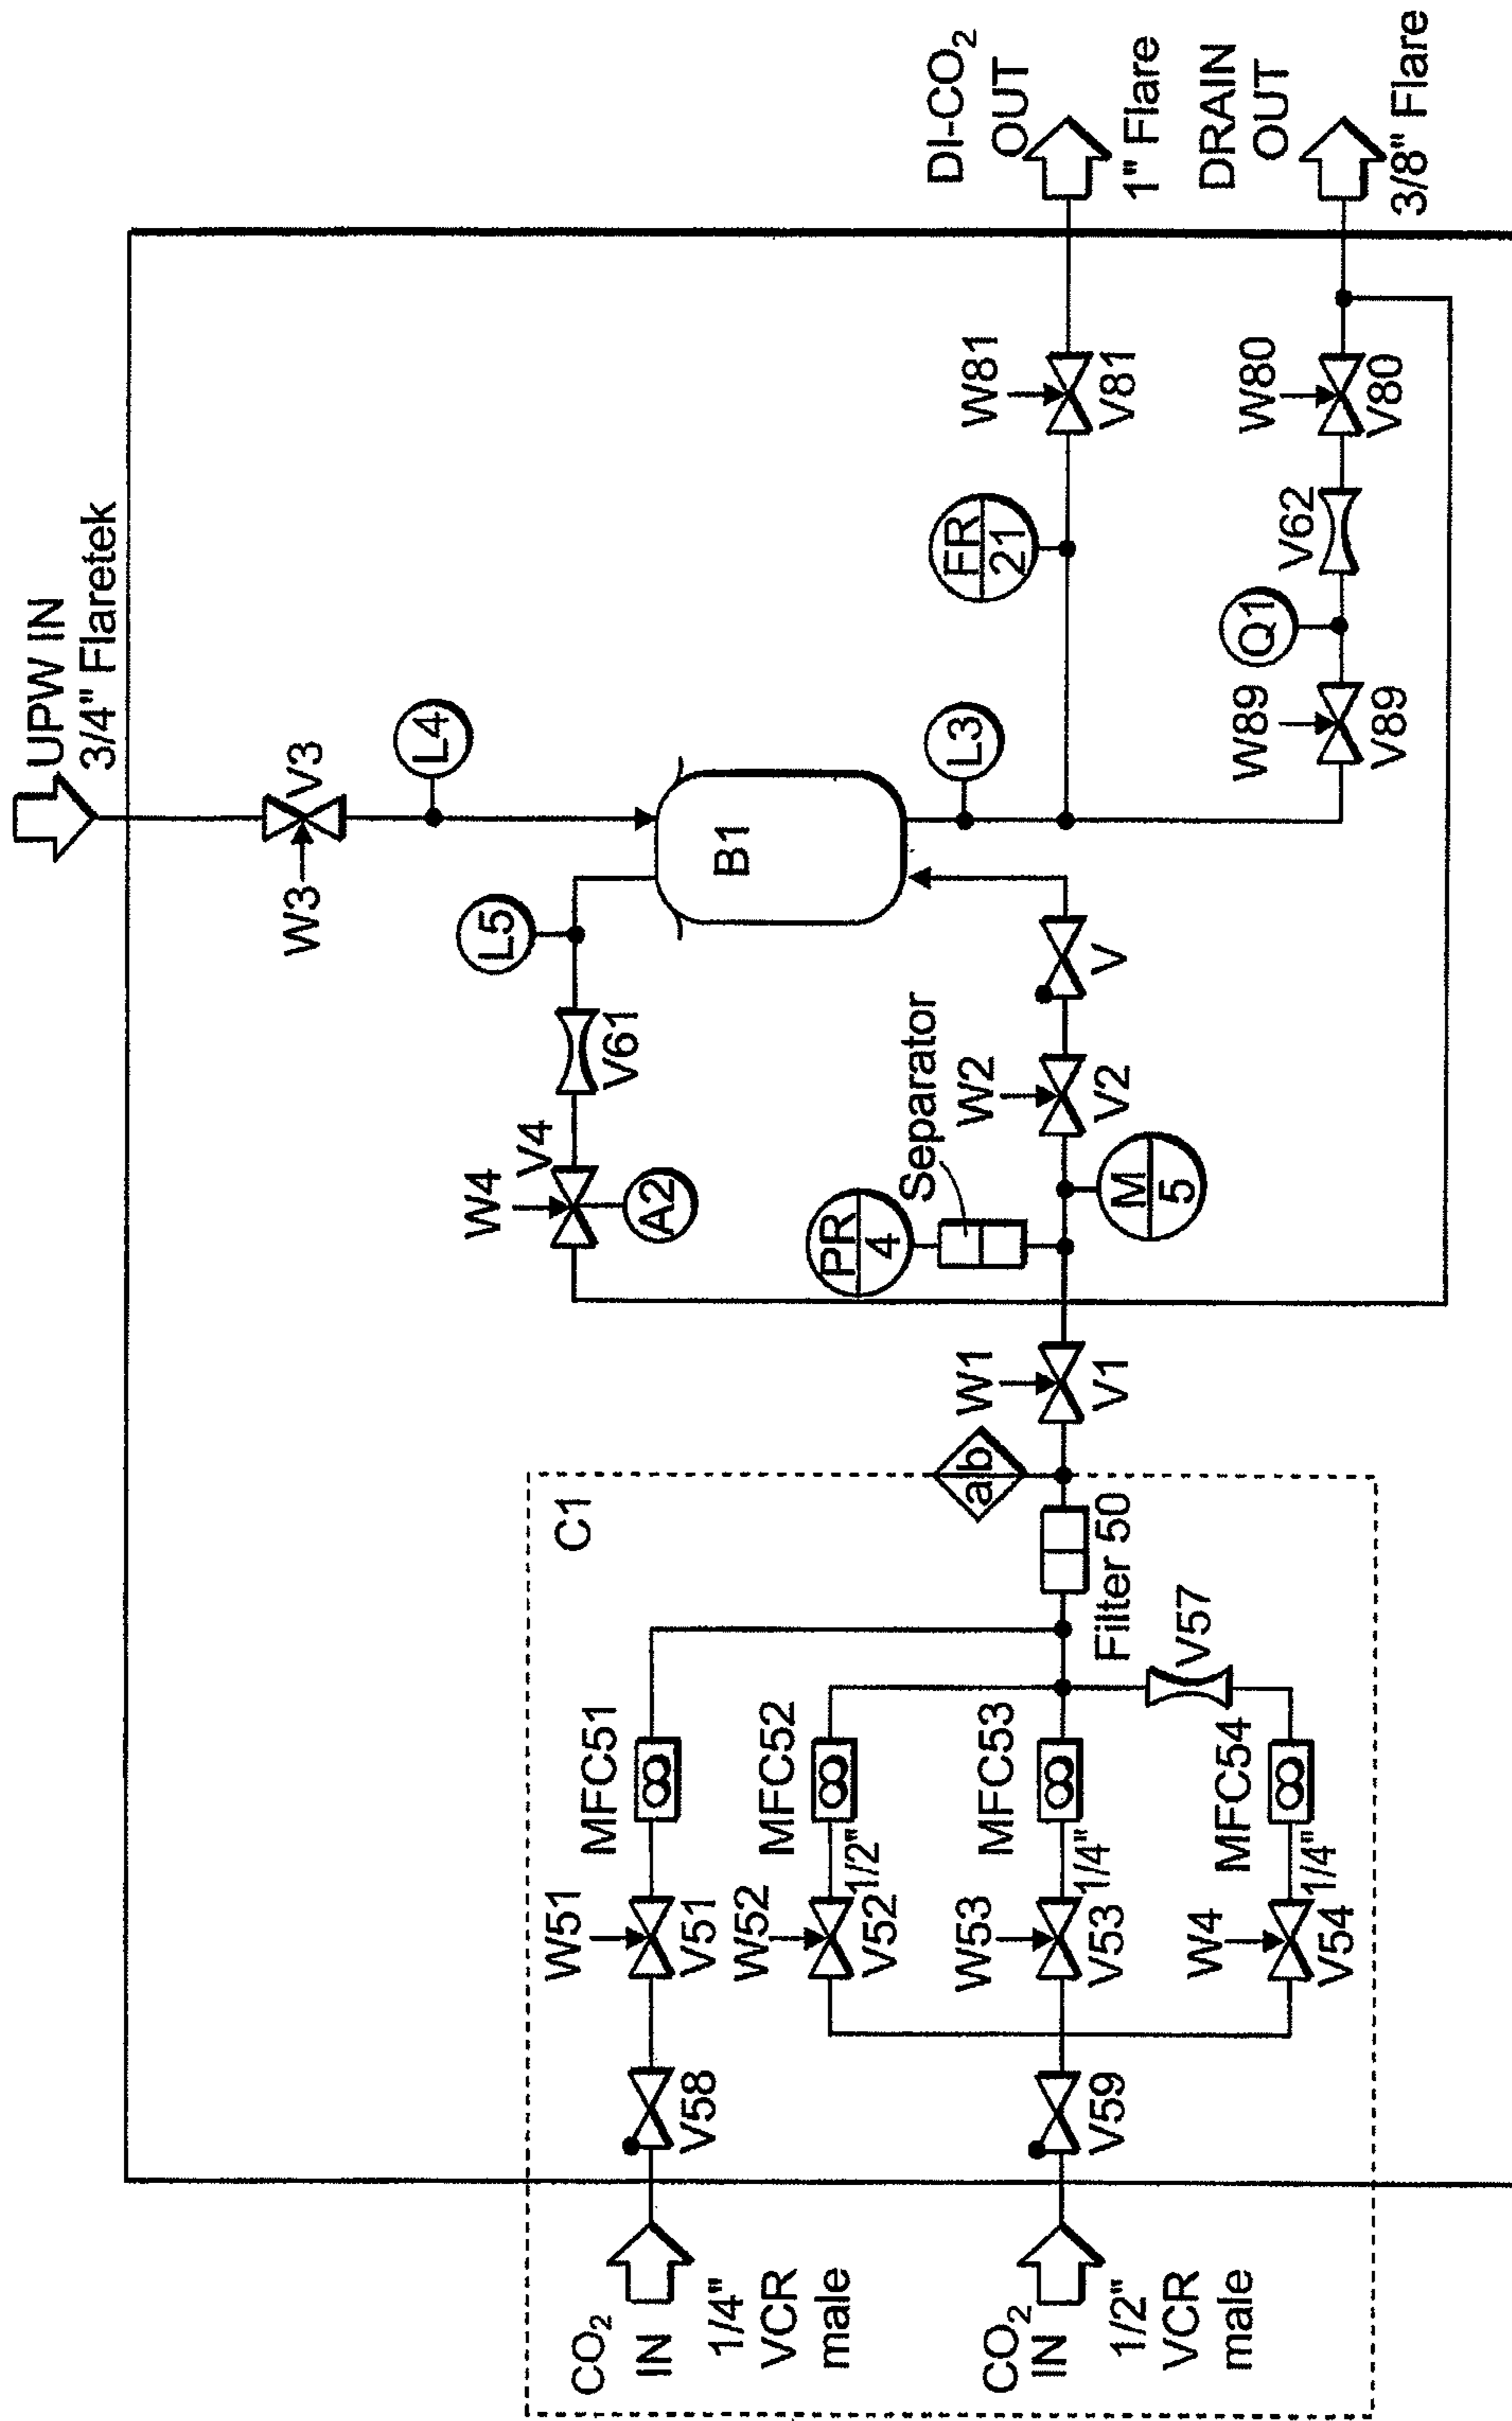 UPW IN
3/4" Flaretek
W3
V3
L4
L5
V61
W4
V4
A2
B1
L3
FR
21
W81
V81
DI-CO2
OUT
1" Flare
W89
V89
Q1
V62
W80
V80
DRAIN
OUT
3/8" Flare
PR
4
Separator
M
5
W2
V2
V
W1
V1
a b
C1
Filter 50
V57
MFC51
W51
V51
V58
CO2
IN
1/4"
VCR
male
MFC52
1/2"
W52
V52
MFC53
1/4"
W53
V53
V59
CO2
IN
1/2"
VCR
male
MFC54
1/4"
W4
V54